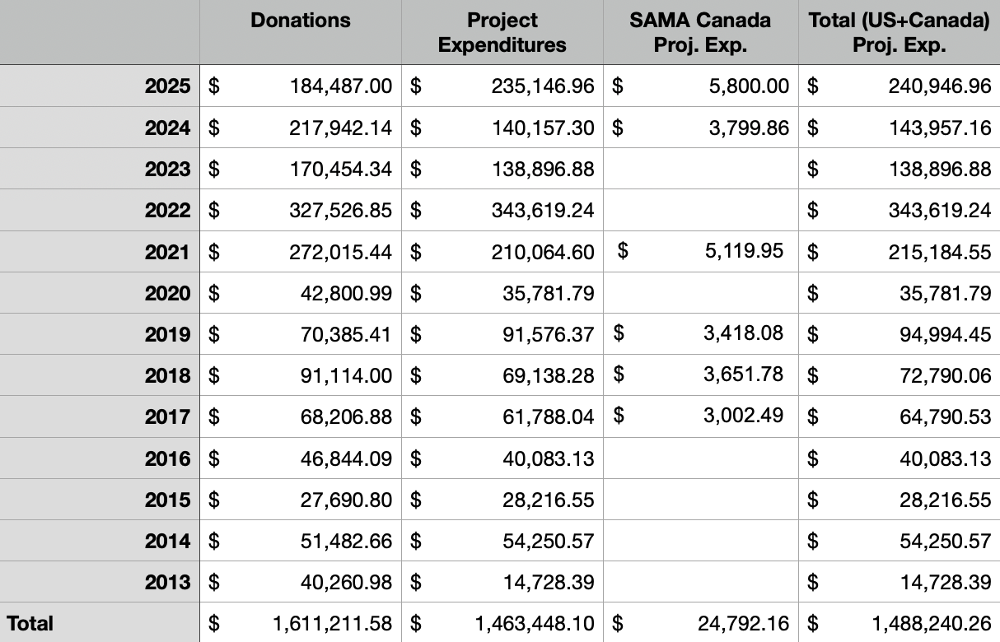 Donations Project Expenditures SAMA Canada Proj. Exp. Total (US+Canada) Proj. Exp.
2025 $ 184,487.00 $ 235,146.96 $ 5,800.00 $ 240,946.96
2024 $ 217,942.14 $ 140,157.30 $ 3,799.86 $ 143,957.16
2023 $ 170,454.34 $ 138,896.88 $ 138,896.88
2022 $ 327,526.85 $ 343,619.24 $ 343,619.24
2021 $ 272,015.44 $ 210,064.60 $ 5,119.95 $ 215,184.55
2020 $ 42,800.99 $ 35,781.79 $ 35,781.79
2019 $ 70,385.41 $ 91,576.37 $ 3,418.08 $ 94,994.45
2018 $ 91,114.00 $ 69,138.28 $ 3,651.78 $ 72,790.06
2017 $ 68,206.88 $ 61,788.04 $ 3,002.49 $ 64,790.53
2016 $ 46,844.09 $ 40,083.13 $ 40,083.13
2015 $ 27,690.80 $ 28,216.55 $ 28,216.55
2014 $ 51,482.66 $ 54,250.57 $ 54,250.57
2013 $ 40,260.98 $ 14,728.39 $ 14,728.39
Total $ 1,611,211.58 $ 1,463,448.10 $ 24,792.16 $ 1,488,240.26